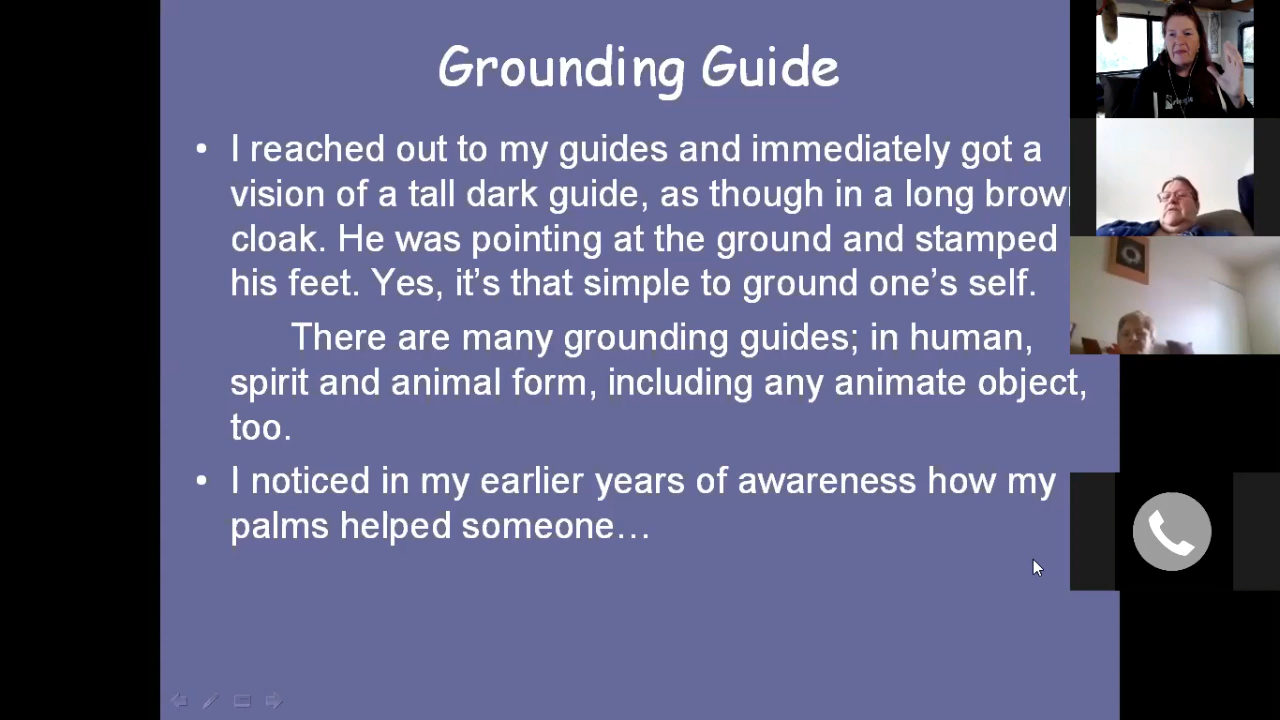 Grounding Guide
• I reached out to my guides and immediately got a
vision of a tall dark guide, as though in a long brow
cloak. He was pointing at the ground and stamped
his feet. Yes, it’s that simple to ground one’s self.
There are many grounding guides; in human,
spirit and animal form, including any animate object,
too.
• I noticed in my earlier years of awareness how my
palms helped someone…